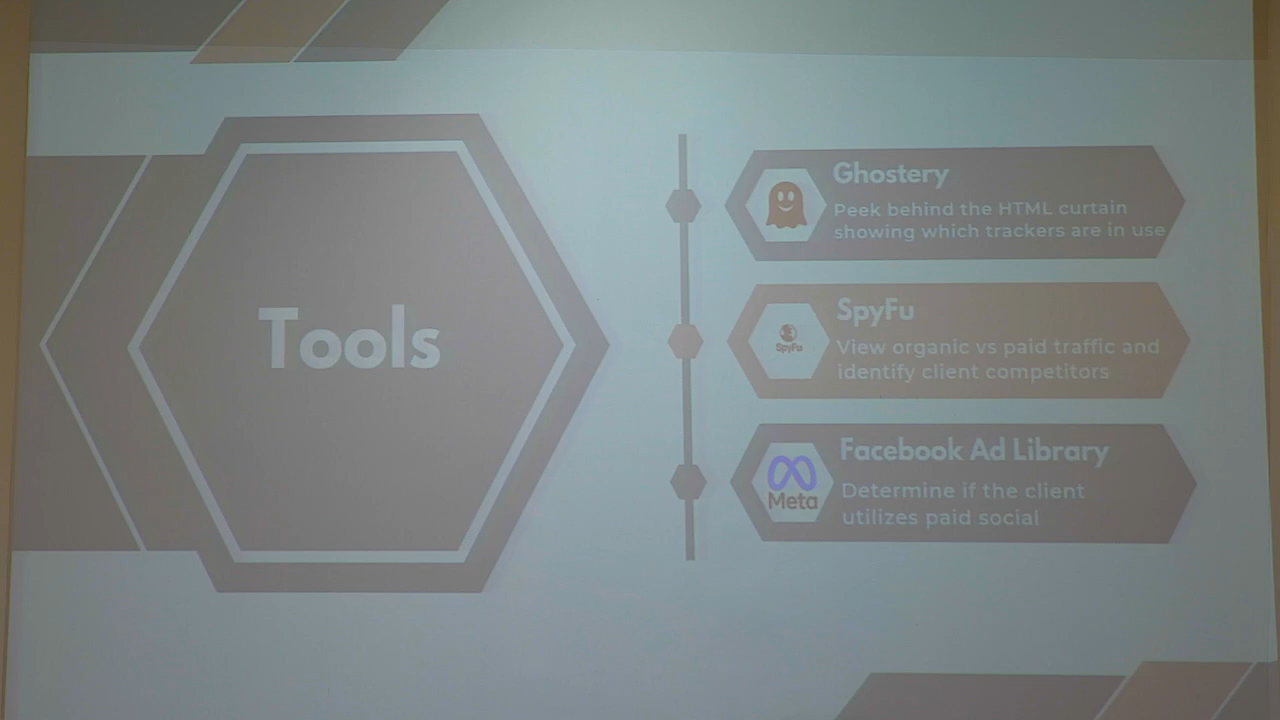 Tools
Ghostery
Peek behind the HTML curtain
showing which trackers are in use
SpyFu
SpyFu
View organic vs paid traffic and
identify client competitors
Meta
Facebook Ad Library
Determine if the client
utilizes paid social